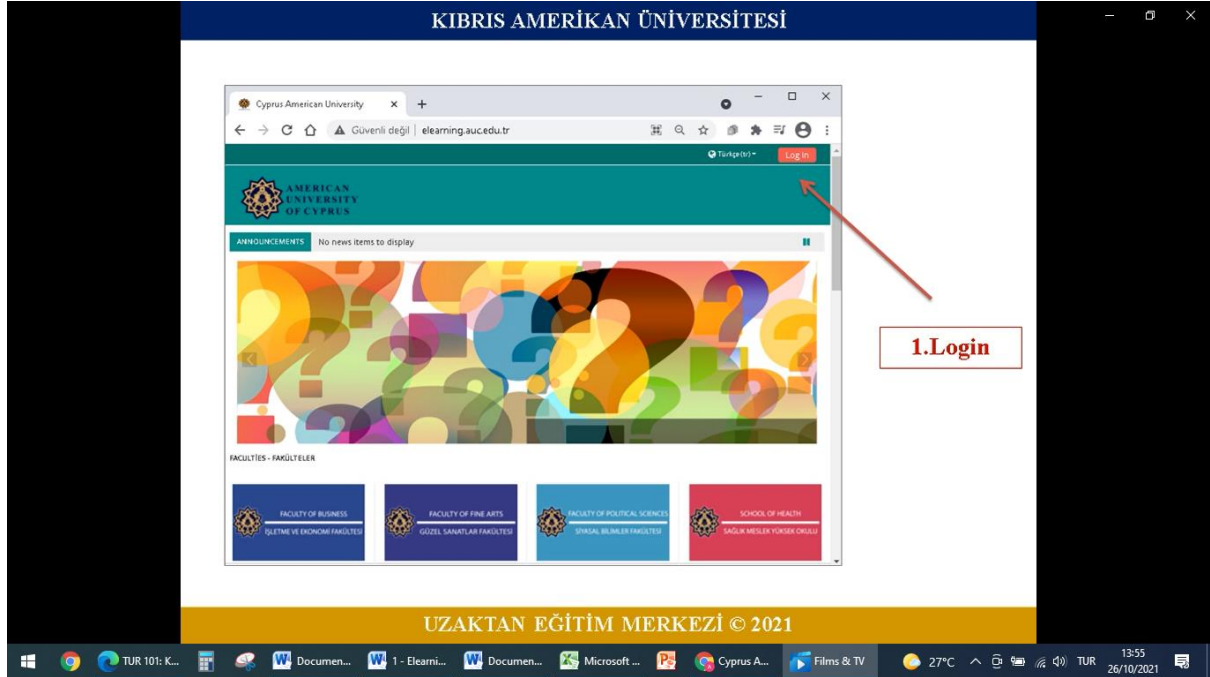 KIBRIS AMERİKAN ÜNİVERSİTESİ
Cyprus American University
Güvenli değil | elearning.auc.edu.tr
Türkçe(tr)
Log in
AMERICAN
UNIVERSITY
OF CYPRUS
ANNOUNCEMENTS No news items to display
1.Login
FACULTİES - FAKÜLTELER
FACULTY OF BUSINESS
İŞLETME VE EKONOMİ FAKÜLTESİ
FACULTY OF FINE ARTS
GÜZEL SANATLAR FAKÜLTESİ
FACULTY OF POLITICAL SCIENCES
SİYASAL BİLİMLER FAKÜLTESİ
SCHOOL OF HEALTH
SAĞLIK MESLEK YÜKSEK OKULU
UZAKTAN EĞİTİM MERKEZİ © 2021
TUR 101: K... Documen... 1 - Elearni... Documen... Microsoft ... Cyprus A... Films & TV 27°C TUR
13:55
26/10/2021